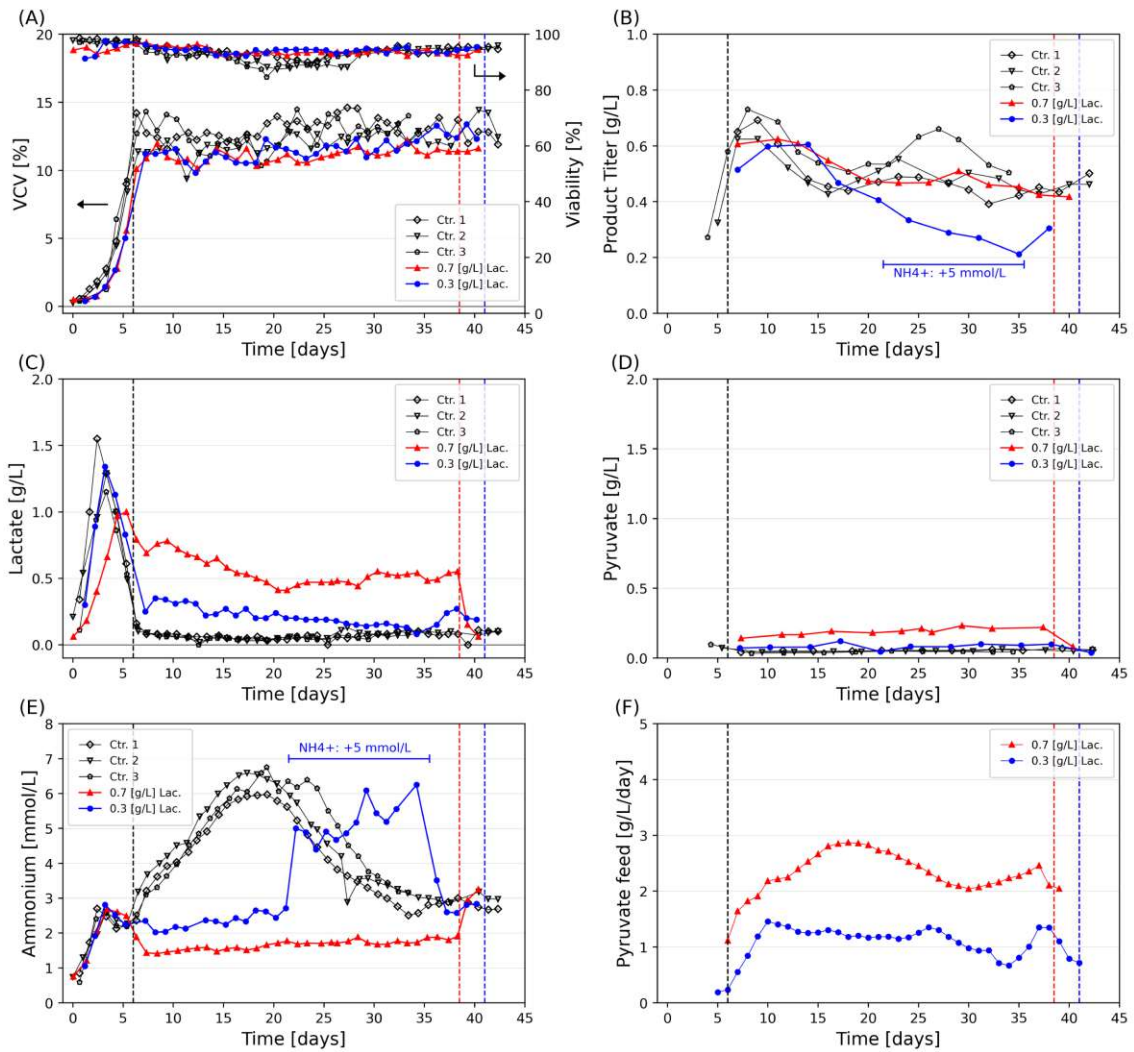 (A)
20
15
10
5
0
VCV [%]
100
80
60
40
20
0
Viability [%]
Ctr. 1
Ctr. 2
Ctr. 3
0.7 [g/L] Lac.
0.3 [g/L] Lac.
0 5 10 15 20 25 30 35 40 45
Time [days]
(B)
1.0
0.8
0.6
0.4
0.2
0.0
Product Titer [g/L]
Ctr. 1
Ctr. 2
Ctr. 3
0.7 [g/L] Lac.
0.3 [g/L] Lac.
NH4+: +5 mmol/L
0 5 10 15 20 25 30 35 40 45
Time [days]
(C)
2.0
1.5
1.0
0.5
0.0
Lactate [g/L]
Ctr. 1
Ctr. 2
Ctr. 3
0.7 [g/L] Lac.
0.3 [g/L] Lac.
0 5 10 15 20 25 30 35 40 45
Time [days]
(D)
2.0
1.5
1.0
0.5
0.0
Pyruvate [g/L]
Ctr. 1
Ctr. 2
Ctr. 3
0.7 [g/L] Lac.
0.3 [g/L] Lac.
0 5 10 15 20 25 30 35 40 45
Time [days]
(E)
8
7
6
5
4
3
2
1
0
Ammonium [mmol/L]
Ctr. 1
Ctr. 2
Ctr. 3
0.7 [g/L] Lac.
0.3 [g/L] Lac.
NH4+: +5 mmol/L
0 5 10 15 20 25 30 35 40 45
Time [days]
(F)
5
4
3
2
1
0
Pyruvate feed [g/L/day]
0.7 [g/L] Lac.
0.3 [g/L] Lac.
0 5 10 15 20 25 30 35 40 45
Time [days]